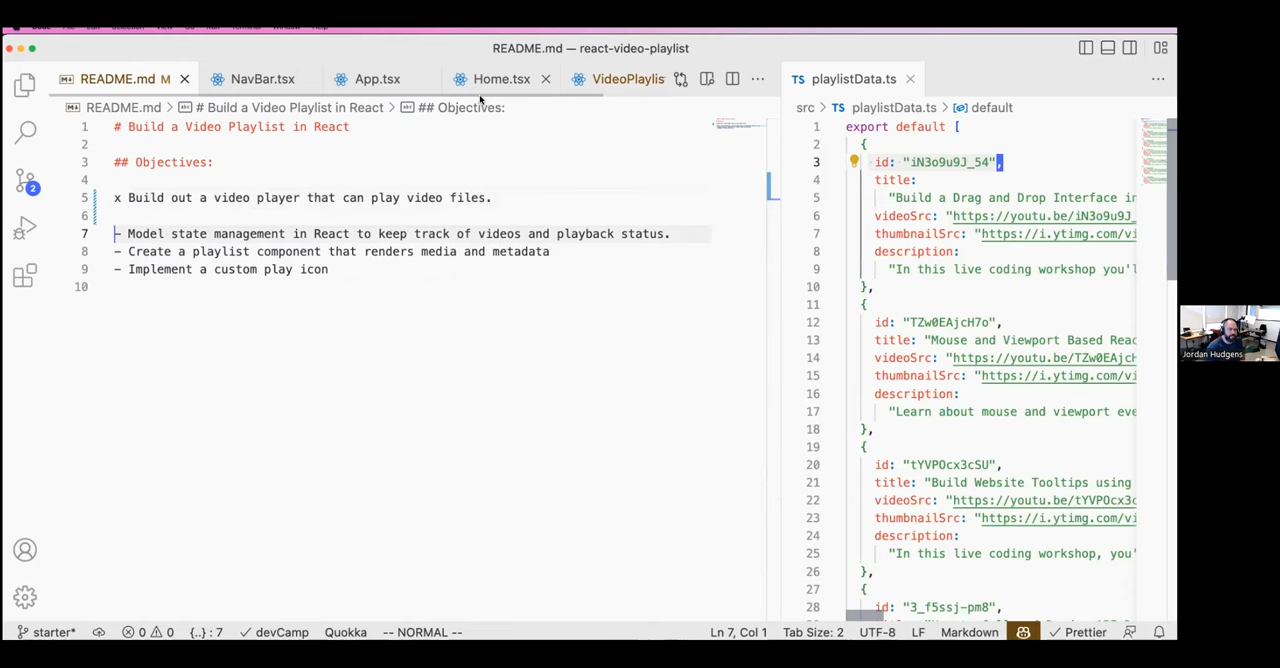 README.md — react-video-playlist
README.md M
NavBar.tsx
App.tsx
Home.tsx
VideoPlaylis
playlistData.ts
README.md > # Build a Video Playlist in React > ## Objectives:
src > playlistData.ts > default
1 # Build a Video Playlist in React
2
3 ## Objectives:
4
5 x Build out a video player that can play video files.
6
7 - Model state management in React to keep track of videos and playback status.
8 - Create a playlist component that renders media and metadata
9 - Implement a custom play icon
10
1 export default [
2 {
3 id: "iN3o9u9J_54",
4 title:
5 "Build a Drag and Drop Interface in
6 videoSrc: "https://youtu.be/iN3o9u9J_
7 thumbnailSrc: "https://i.ytimg.com/vi
8 description:
9 "In this live coding workshop you'l
10 },
11 {
12 id: "TZw0EAjcH7o",
13 title: "Mouse and Viewport Based Reac
14 videoSrc: "https://youtu.be/TZw0EAjcH
15 thumbnailSrc: "https://i.ytimg.com/vi
16 description:
17 "Learn about mouse and viewport eve
18 },
19 {
20 id: "tYVPOcx3cSU",
21 title: "Build Website Tooltips using
22 videoSrc: "https://youtu.be/tYVPOcx3c
23 thumbnailSrc: "https://i.ytimg.com/vi
24 description:
25 "In this live coding workshop, you'
26 },
27 {
28 id: "3_f5ssj-pm8",
2
Jordan Hudgens
starter* 0 0 {..} : 7 devCamp Quokka -- NORMAL -- Ln 7, Col 1 Tab Size: 2 UTF-8 LF Markdown Prettier